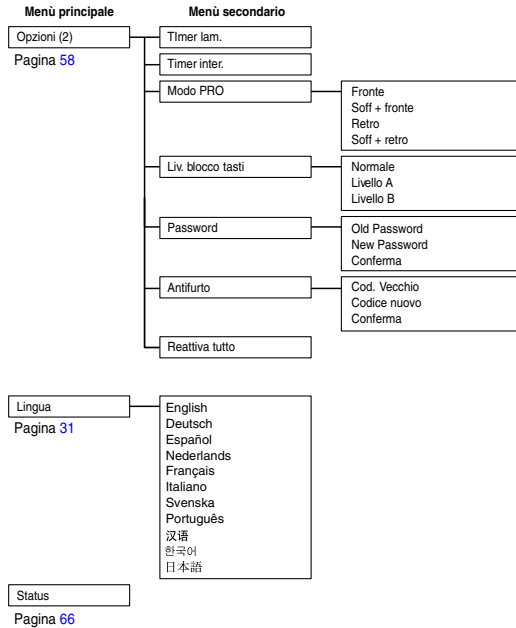 Menù principale
Menù secondario
Opzioni (2)
Pagina 58
TImer lam.
Timer inter.
Modo PRO
Fronte
Soff + fronte
Retro
Soff + retro
Liv. blocco tasti
Normale
Livello A
Livello B
Password
Old Password
New Password
Conferma
Antifurto
Cod. Vecchio
Codice nuovo
Conferma
Reattiva tutto
Lingua
Pagina 31
English
Deutsch
Español
Nederlands
Français
Italiano
Svenska
Português
汉语
한국어
日本語
Status
Pagina 66